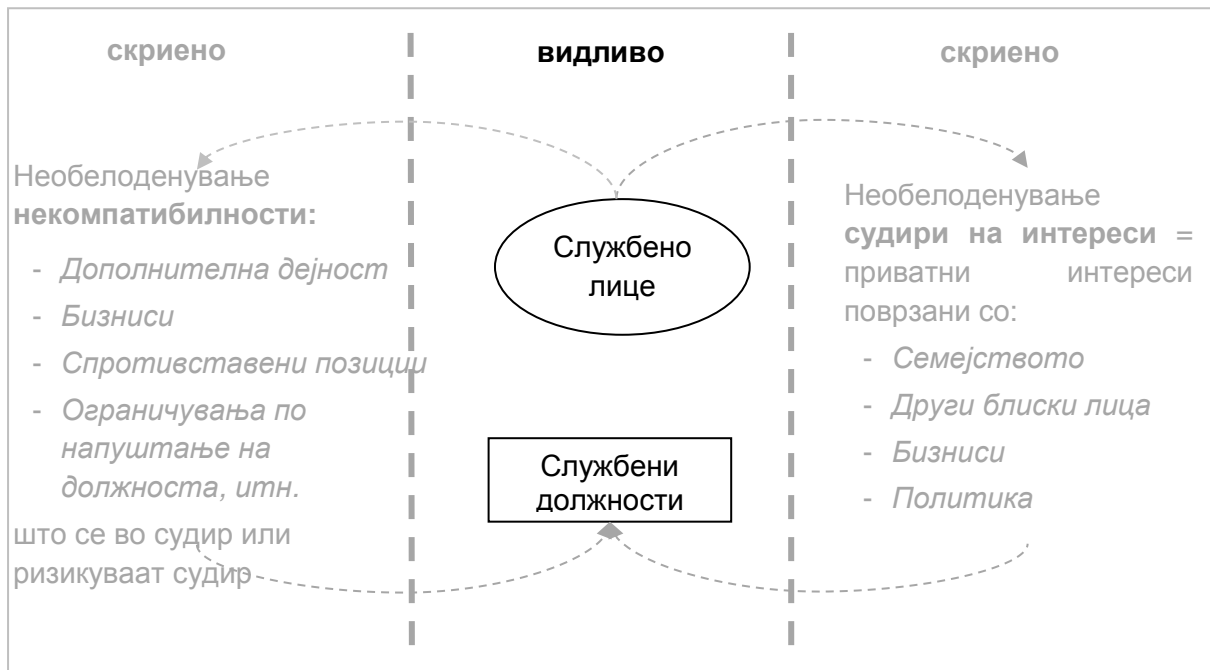 скриено
видливо
скриено
Необелоденување
некомпатибилности:
- Дополнителна дејност
- Бизниси
- Спротивставени позиции
- Ограничувања по
напуштање на
должноста, итн.
што се во судир или
ризикуваат судир
Службено
лице
Службени
должности
Необелоденување
судири на интереси =
приватни интереси
поврзани со:
- Семејството
- Други блиски лица
- Бизниси
- Политика